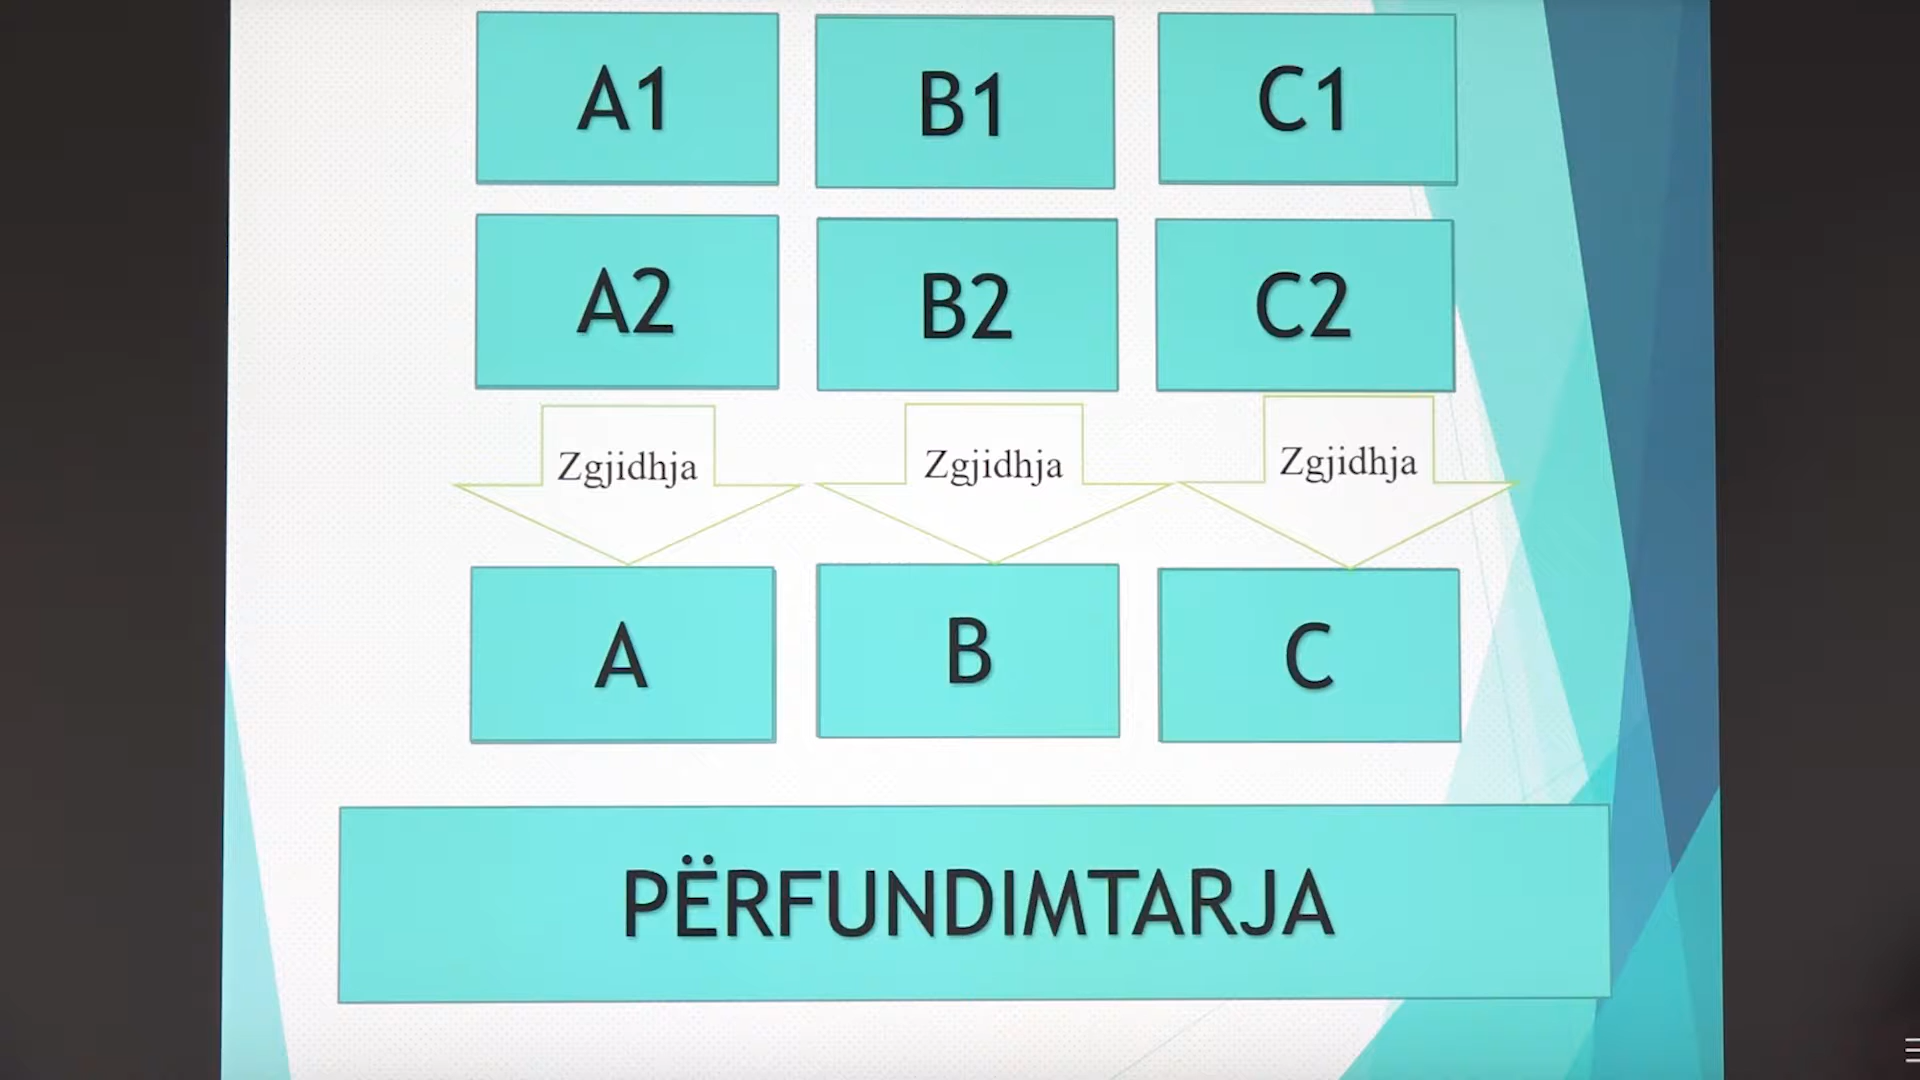 A1 B1 C1
A2 B2 C2
Zgjidhja Zgjidhja Zgjidhja
A B C
PËRFUNDIMTARJA